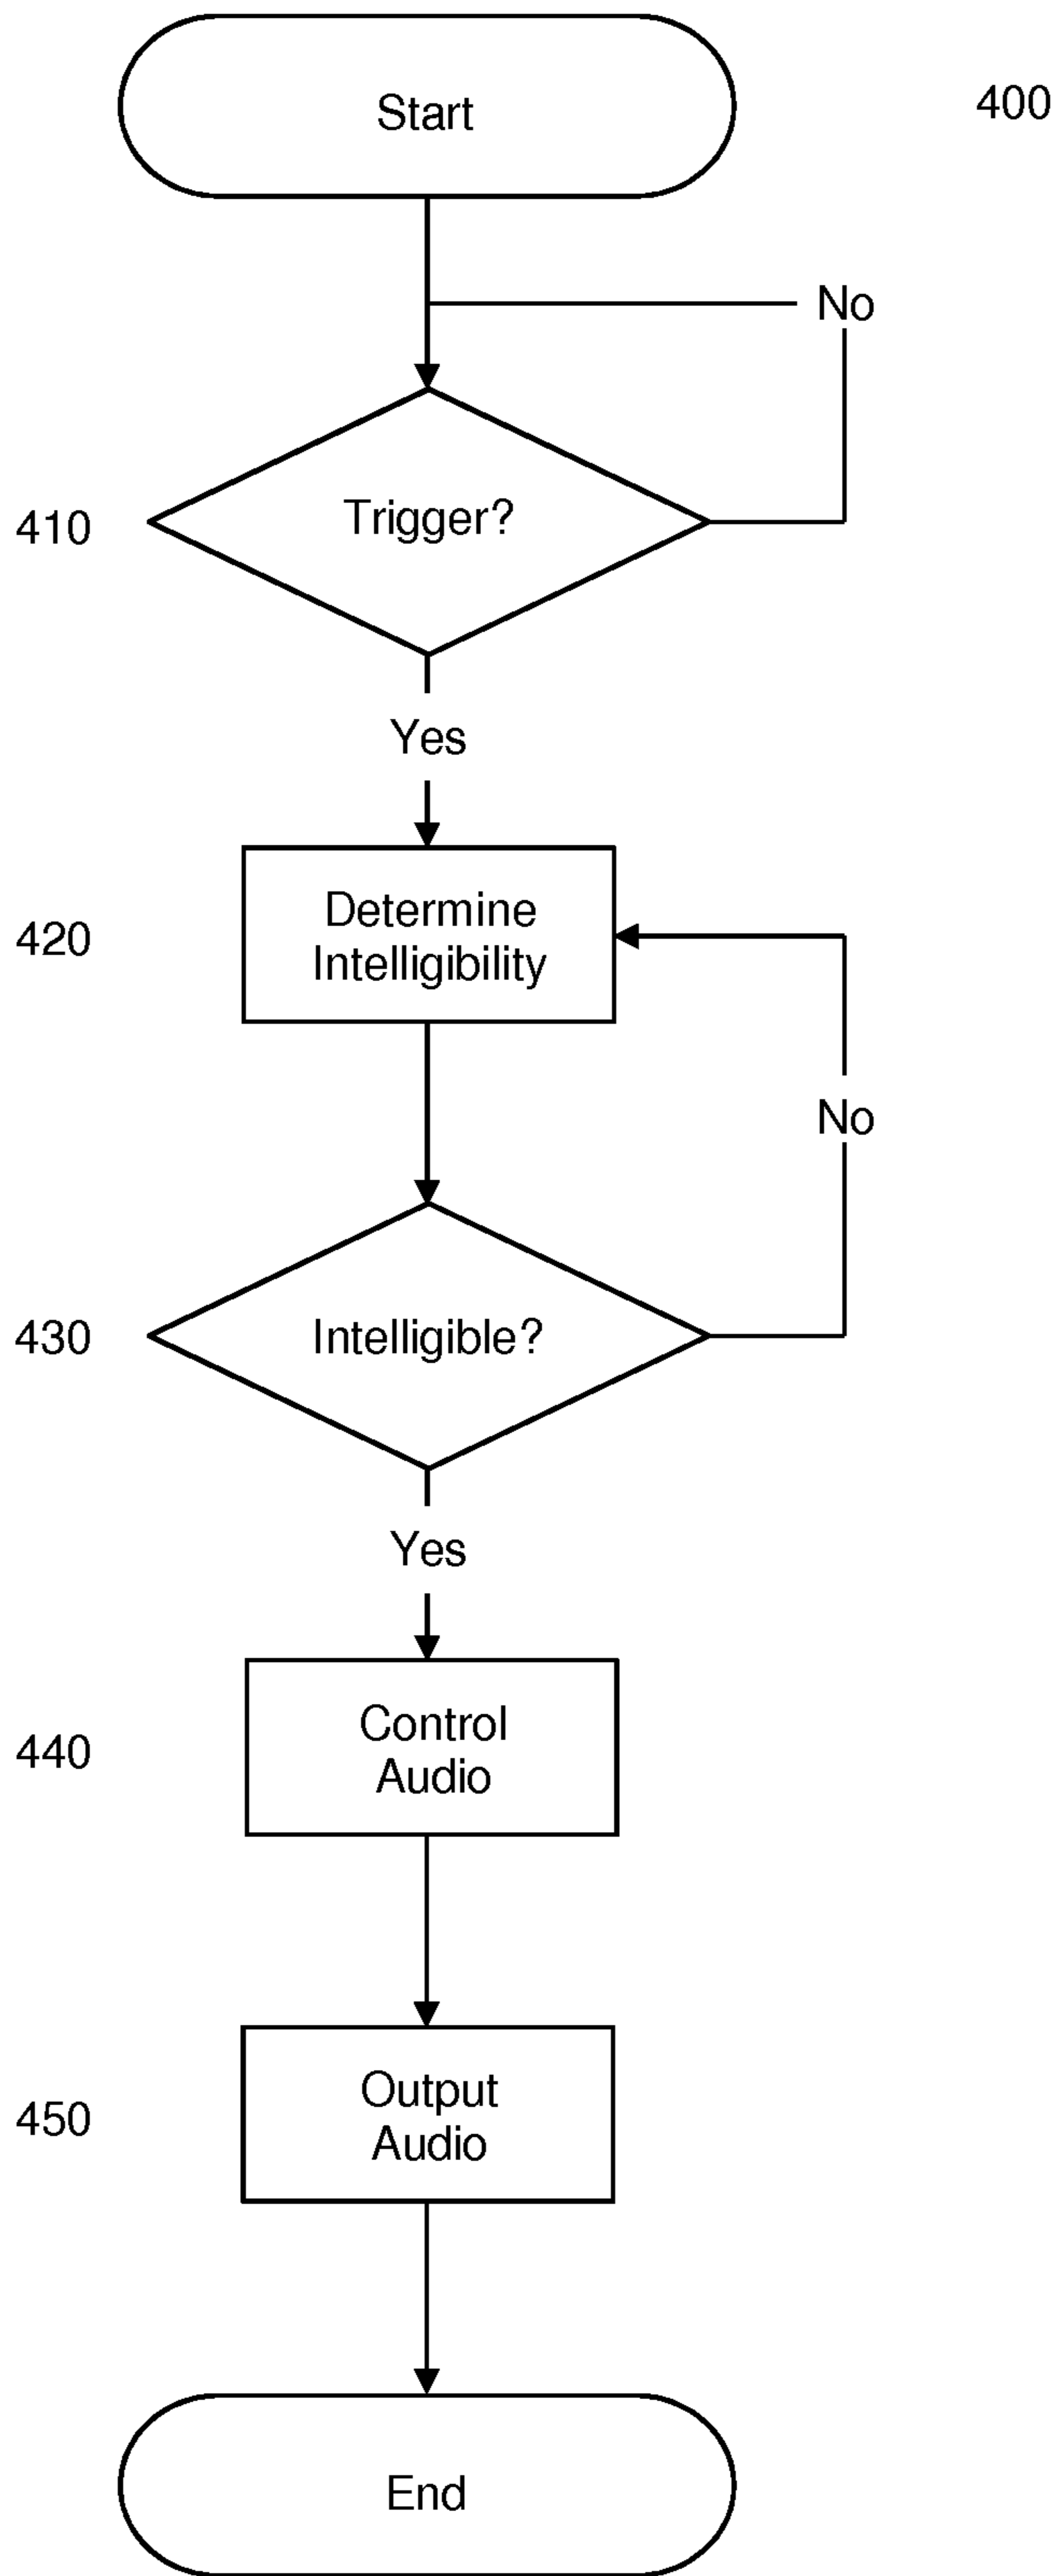 Start
400
No
Trigger?
410
Yes
Determine
Intelligibility
420
No
Intelligible?
430
Yes
Control
Audio
440
Output
Audio
450
End